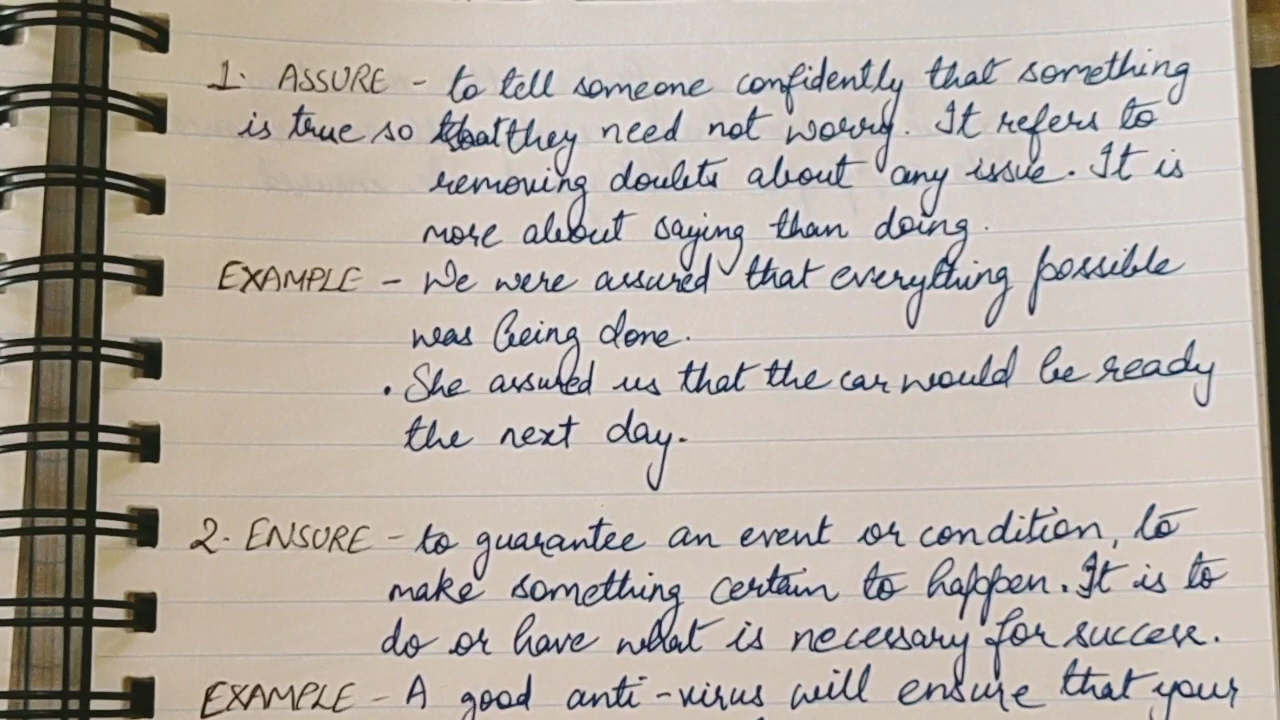 1. ASSURE - to tell someone confidently that something
is true so that they need not worry. It refers to
removing doubts about any issue. It is
more about saying than doing.
EXAMPLE - We were assured that everything possible
was being done.
• She assured us that the car would be ready
the next day.
2. ENSURE - to guarantee an event or condition, to
make something certain to happen. It is to
do or have what is necessary for success.
EXAMPLE - A good anti-virus will ensure that your